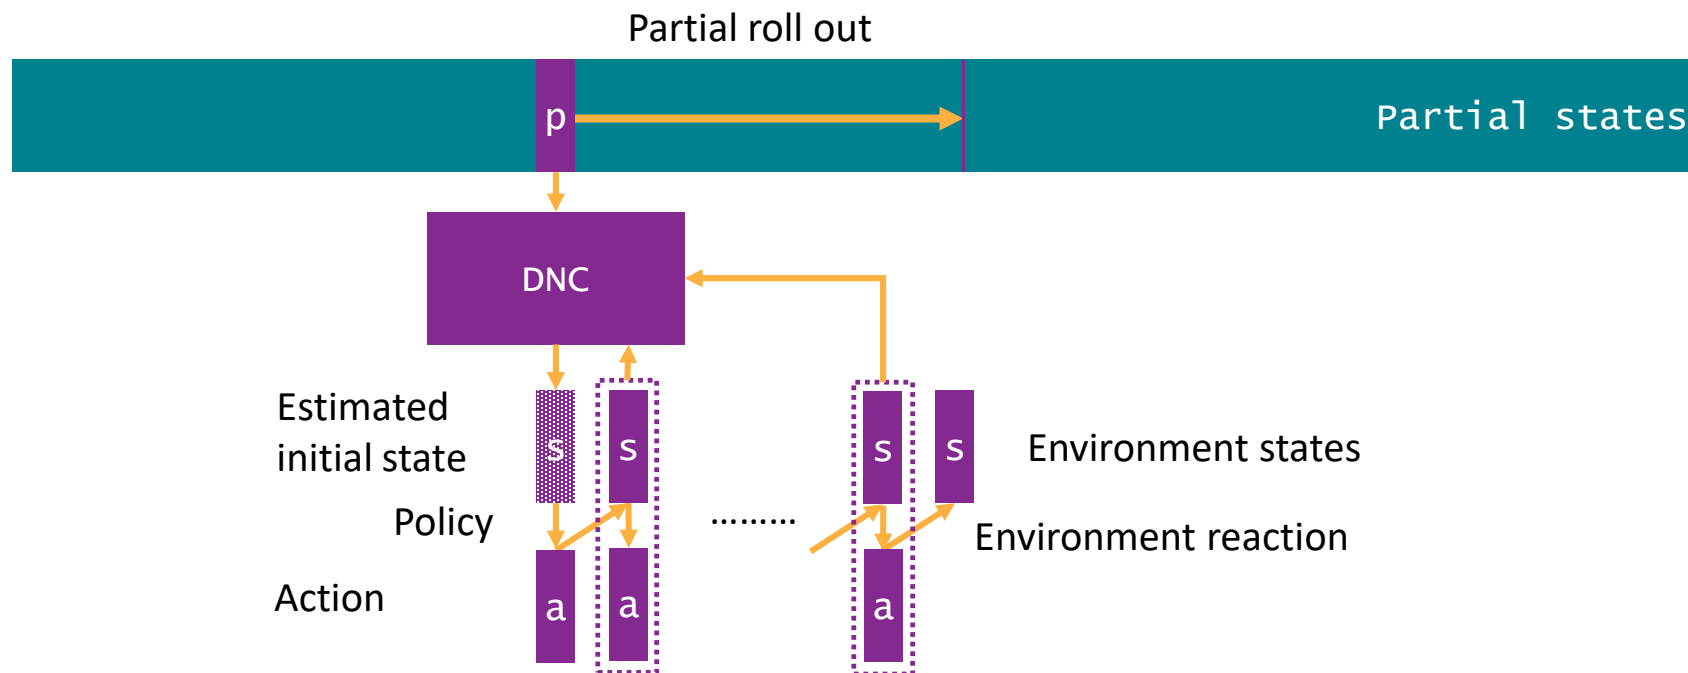 Partial roll out
p
Partial states
DNC
Estimated
initial state
s
s
s
s
Environment states
Policy
.........
Environment reaction
Action
a
a
a